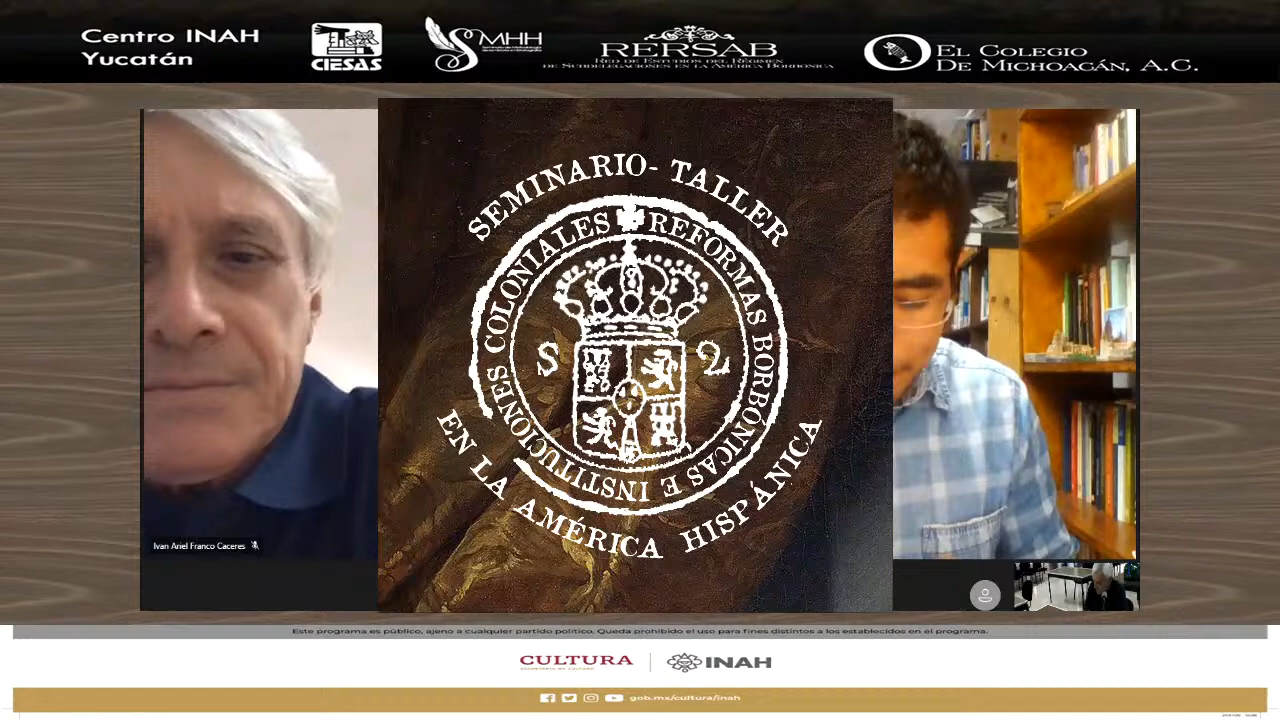 Centro INAH
Yucatán
CIESAS
SMHH
RERSAB
RED DE ESTUDIOS DEL RÉGIMEN
DE SUBDELEGACIONES EN LA AMÉRICA BORBÓNICA
EL COLEGIO
DE MICHOACÁN, A.C.
SEMINARIO-TALLER
REFORMAS BORBÓNICAS E INSTITUCIONES COLONIALES
S 2
EN LA AMÉRICA HISPÁNICA
Ivan Ariel Franco Caceres
Este programa es público, ajeno a cualquier partido político. Queda prohibido el uso para fines distintos a los establecidos en el programa.
CULTURA
INAH
gob.mx/cultura/inah